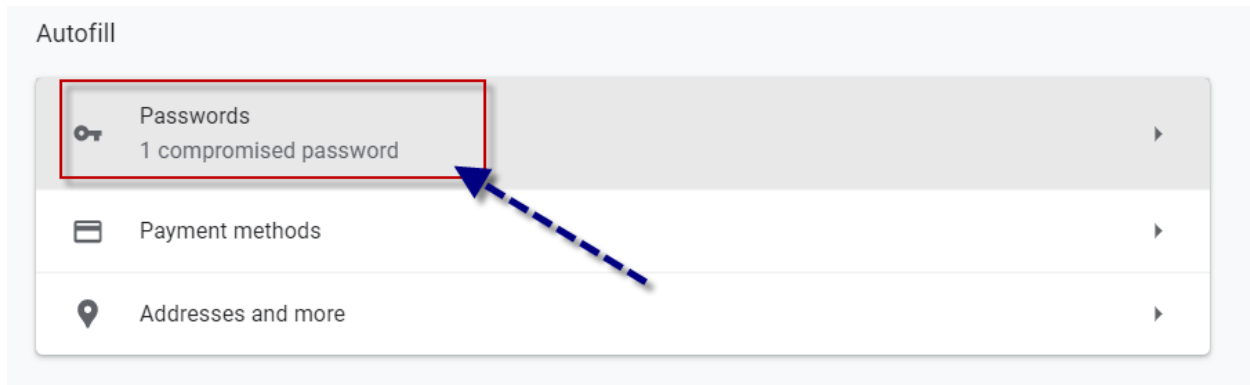 Autofill
Passwords
1 compromised password
Payment methods
Addresses and more